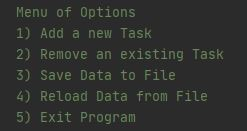 Menu of Options
1) Add a new Task
2) Remove an existing Task
3) Save Data to File
4) Reload Data from File
5) Exit Program